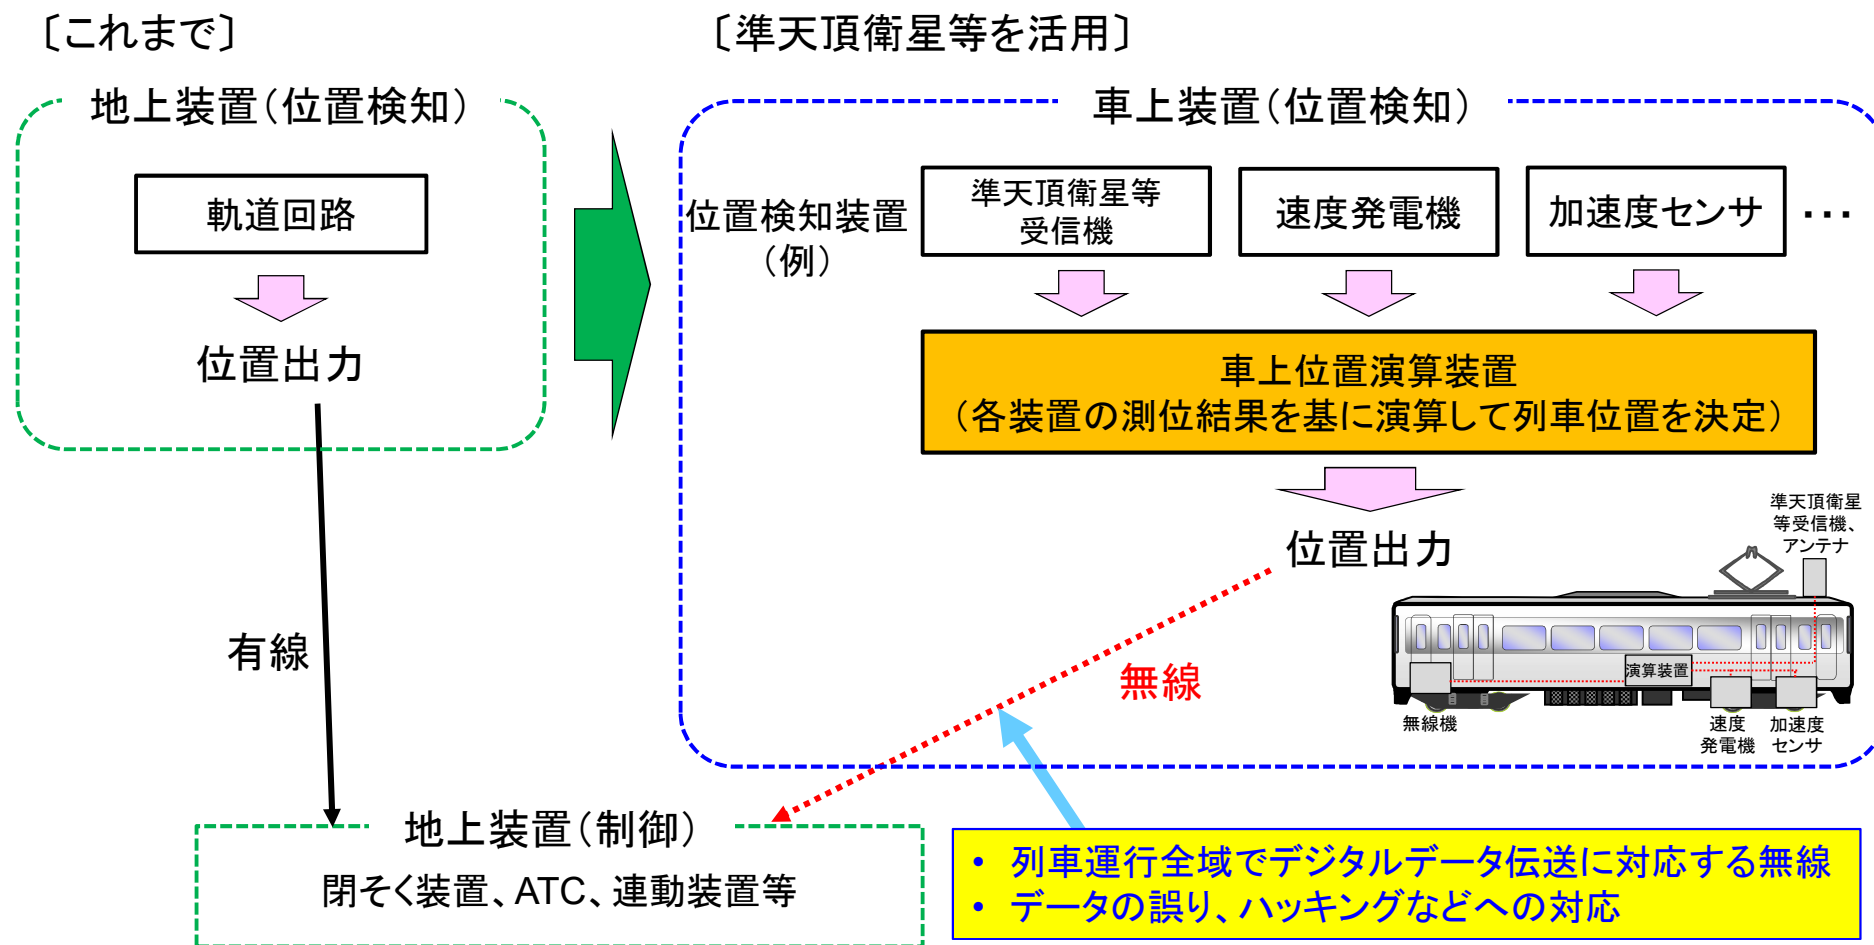 〔これまで〕
〔準天頂衛星等を活用〕
地上装置(位置検知)
軌道回路
位置出力
有線
車上装置(位置検知)
位置検知装置
(例)
準天頂衛星等
受信機
速度発電機
加速度センサ
・・・
車上位置演算装置
(各装置の測位結果を基に演算して列車位置を決定)
位置出力
無線
準天頂衛星
等受信機、
アンテナ
演算装置
無線機
速度
発電機
加速度
センサ
地上装置(制御)
閉そく装置、ATC、連動装置等
• 列車運行全域でデジタルデータ伝送に対応する無線
• データの誤り、ハッキングなどへの対応